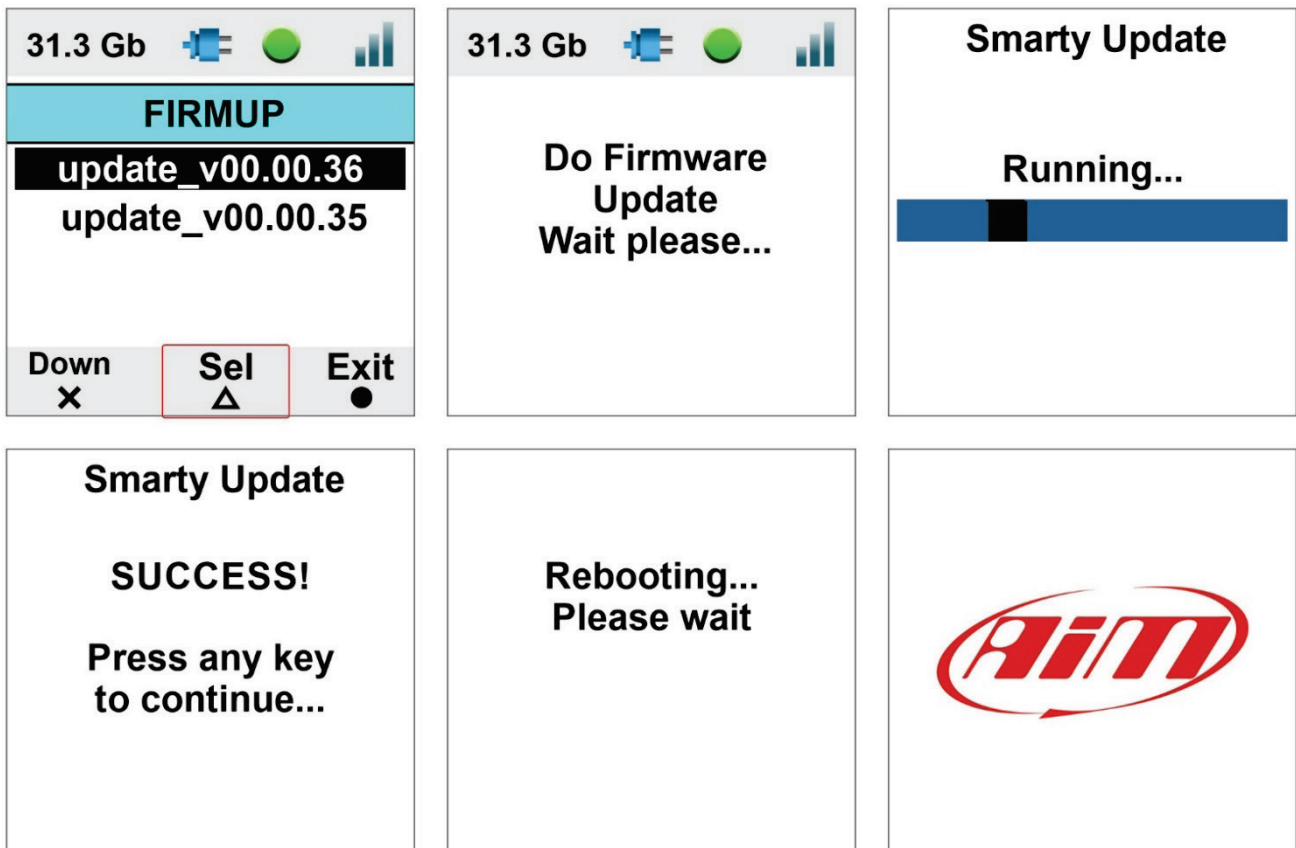 31.3 Gb
FIRMUP
update_v00.00.36
update_v00.00.35
Down Sel Exit
31.3 Gb
Do Firmware
Update
Wait please...
Smarty Update
Running...
Smarty Update
SUCCESS!
Press any key
to continue...
Rebooting...
Please wait
AiM